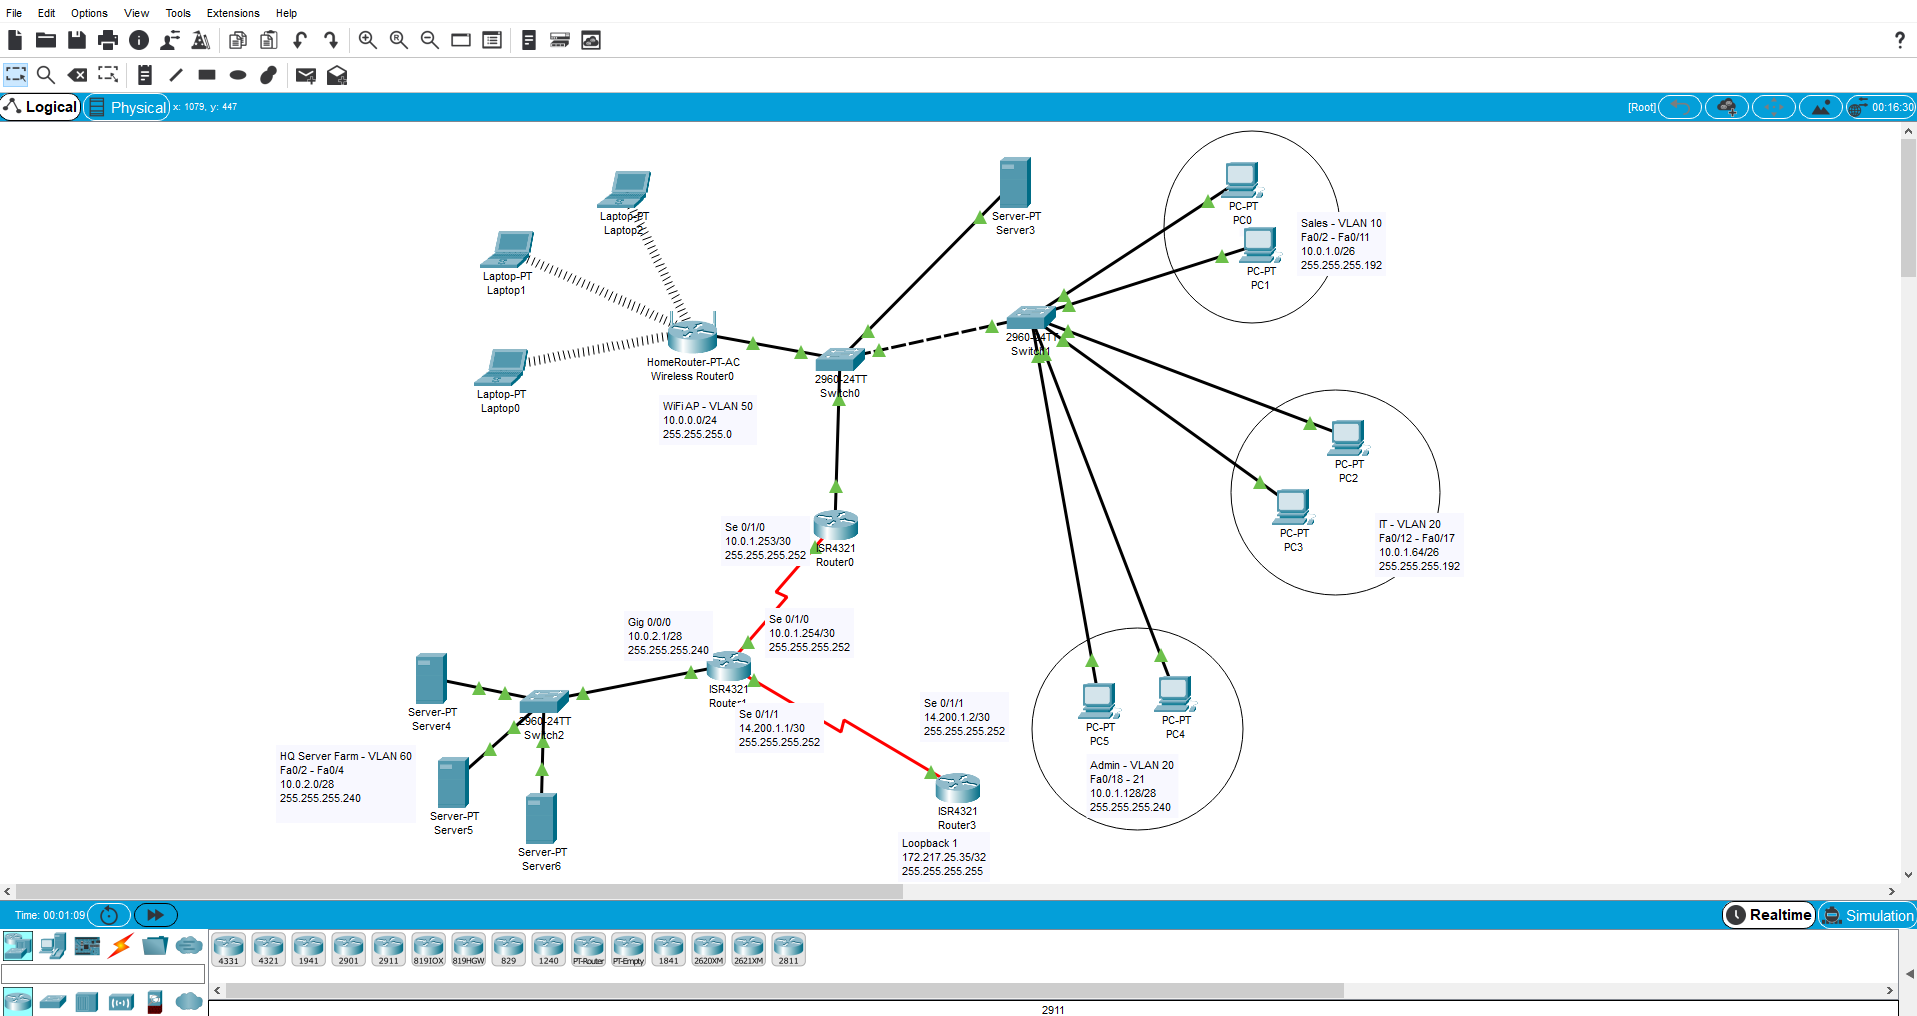 File Edit Options View Tools Extensions Help
?
Logical Physical x: 1079, y: 447 [Root] 00:16:30
Laptop-PT
Laptop2
Laptop-PT
Laptop1
Laptop-PT
Laptop0
HomeRouter-PT-AC
Wireless Router0
WiFi AP - VLAN 50
10.0.0.0/24
255.255.255.0
Server-PT
Server3
2960-24TT
Switch0
2960-24TT
Switch1
PC-PT
PC0
PC-PT
PC1
Sales - VLAN 10
Fa0/2 - Fa0/11
10.0.1.0/26
255.255.255.192
PC-PT
PC2
PC-PT
PC3
IT - VLAN 20
Fa0/12 - Fa0/17
10.0.1.64/26
255.255.255.192
Se 0/1/0
10.0.1.253/30
255.255.255.252
ISR4321
Router0
Se 0/1/0
10.0.1.254/30
255.255.255.252
Gig 0/0/0
10.0.2.1/28
255.255.255.240
ISR4321
Router1
Se 0/1/1
14.200.1.1/30
255.255.255.252
Se 0/1/1
14.200.1.2/30
255.255.255.252
Server-PT
Server4
2960-24TT
Switch2
HQ Server Farm - VLAN 60
Fa0/2 - Fa0/4
10.0.2.0/28
255.255.255.240
Server-PT
Server5
Server-PT
Server6
ISR4321
Router3
Loopback 1
172.217.25.35/32
255.255.255.255
PC-PT
PC5
PC-PT
PC4
Admin - VLAN 20
Fa0/18 - 21
10.0.1.128/28
255.255.255.240
Time: 00:01:09 Realtime Simulation
4331 4321 1941 2901 2911 819IOX 819HGW 829 1240 PT-Router PT-Empty 1841 2620XM 2621XM 2811
2911